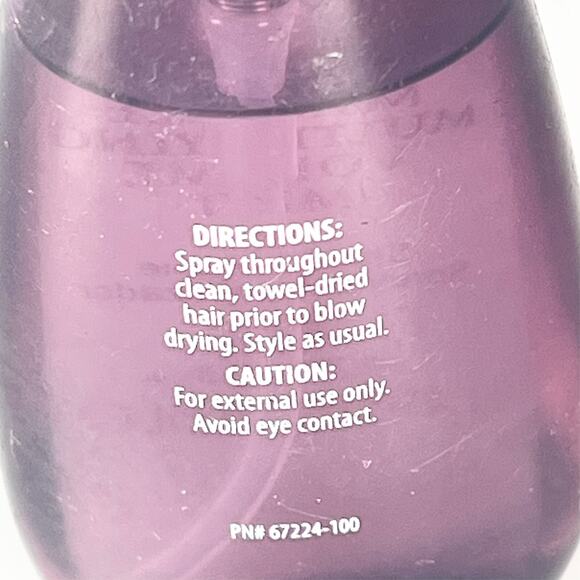 DIRECTIONS:
Spray throughout
clean, towel-dried
hair prior to blow
drying. Style as usual.
CAUTION:
For external use only.
Avoid eye contact.
PN# 67224-100